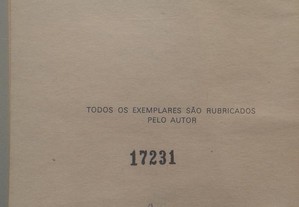 TODOS OS EXEMPLARES SÃO RUBRICADOS
PELO AUTOR
17231